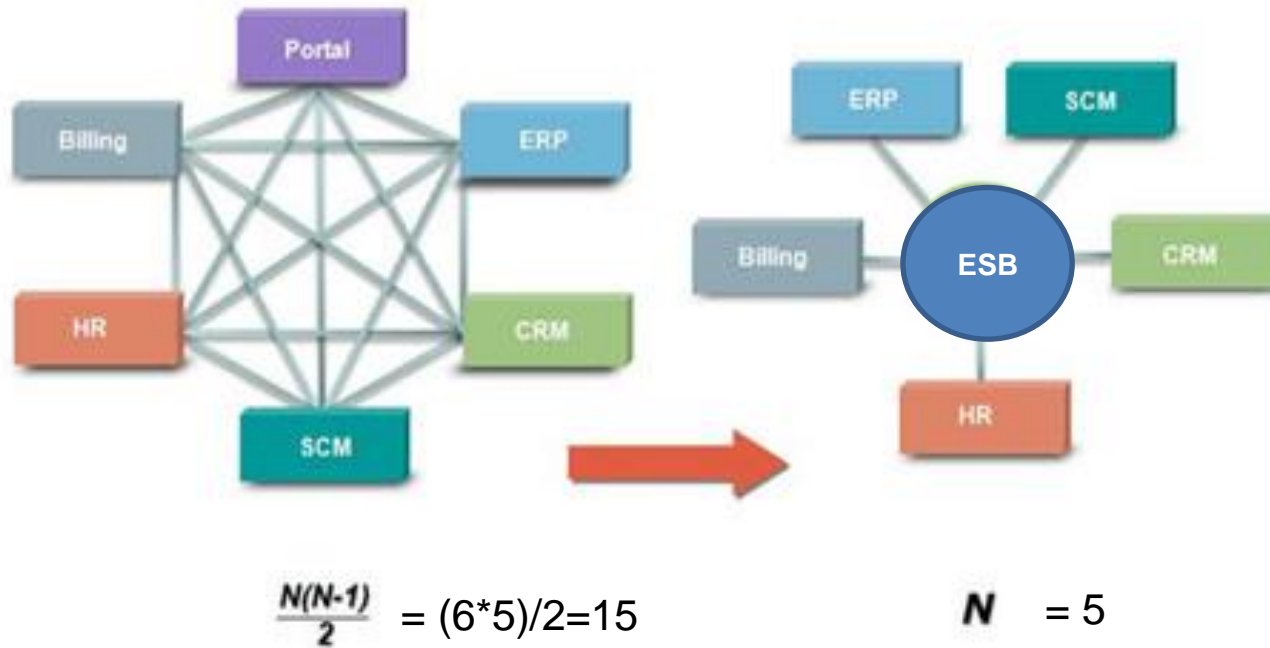 Portal
Billing
ERP
HR
CRM
SCM
ERP
SCM
Billing
ESB
CRM
HR
N(N-1)
2
= (6*5)/2=15
N = 5